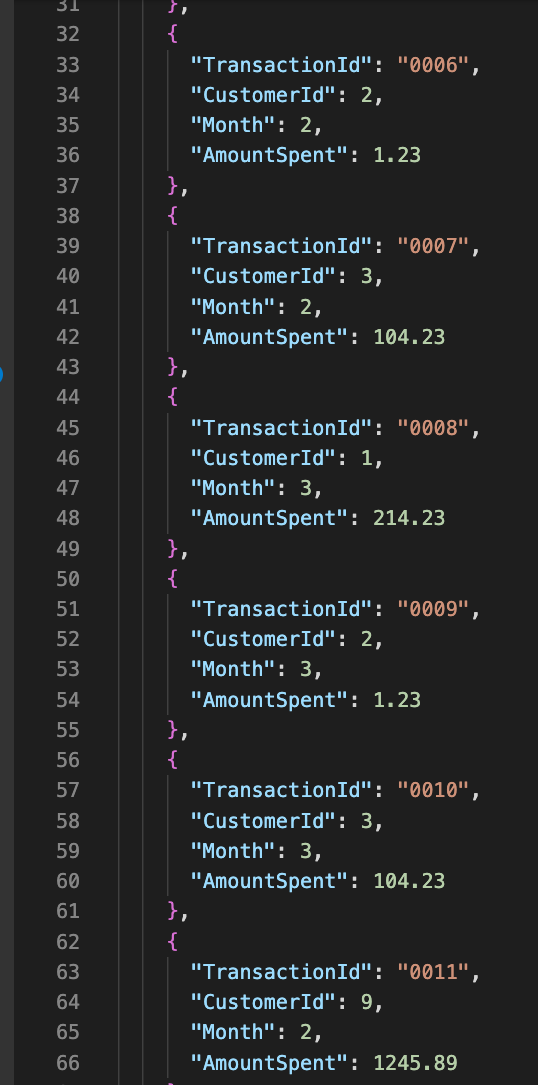 31 },
32 {
33 "TransactionId": "0006",
34 "CustomerId": 2,
35 "Month": 2,
36 "AmountSpent": 1.23
37 },
38 {
39 "TransactionId": "0007",
40 "CustomerId": 3,
41 "Month": 2,
42 "AmountSpent": 104.23
43 },
44 {
45 "TransactionId": "0008",
46 "CustomerId": 1,
47 "Month": 3,
48 "AmountSpent": 214.23
49 },
50 {
51 "TransactionId": "0009",
52 "CustomerId": 2,
53 "Month": 3,
54 "AmountSpent": 1.23
55 },
56 {
57 "TransactionId": "0010",
58 "CustomerId": 3,
59 "Month": 3,
60 "AmountSpent": 104.23
61 },
62 {
63 "TransactionId": "0011",
64 "CustomerId": 9,
65 "Month": 2,
66 "AmountSpent": 1245.89